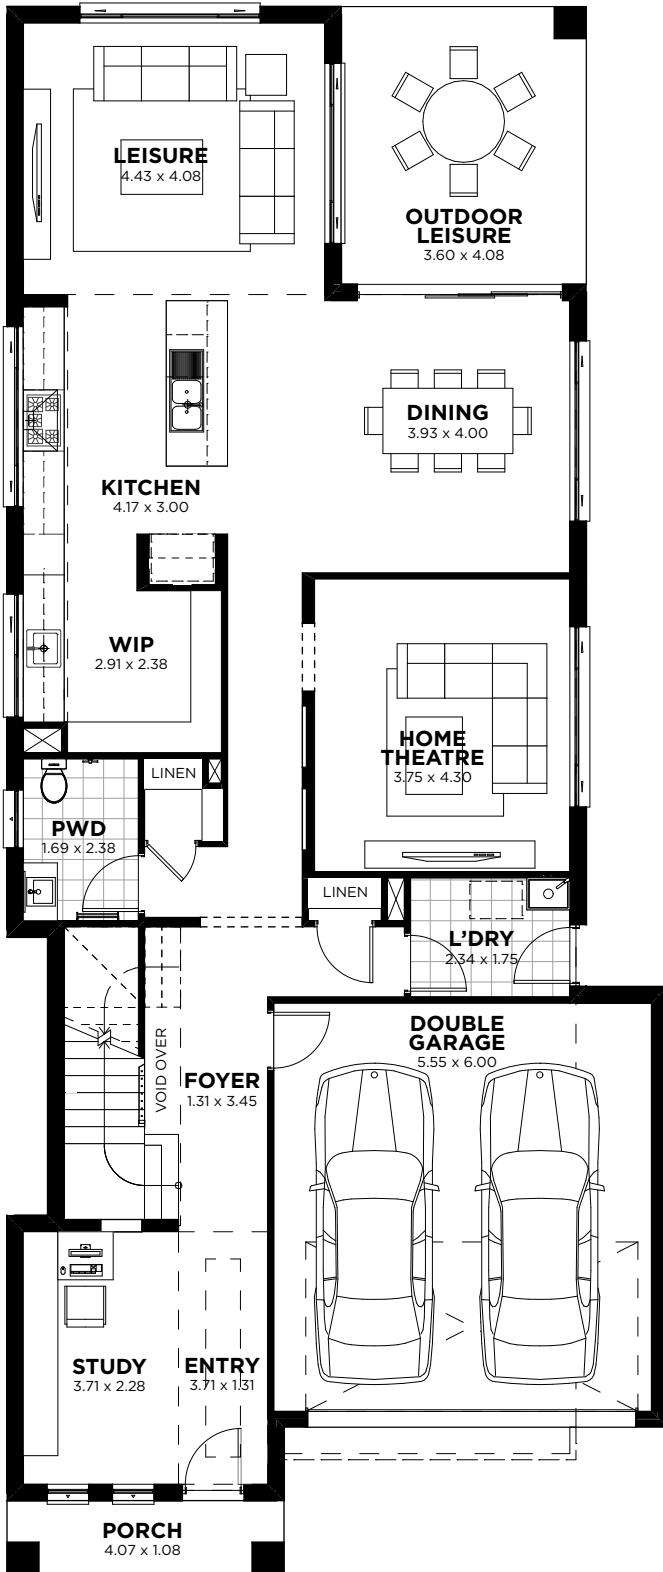 LEISURE
4.43 x 4.08
OUTDOOR
LEISURE
3.60 x 4.08
DINING
3.93 x 4.00
KITCHEN
4.17 x 3.00
WIP
2.91 x 2.38
HOME
THEATRE
3.75 x 4.30
LINEN
PWD
1.69 x 2.38
LINEN
L'DRY
2.34 x 1.75
DOUBLE
GARAGE
5.55 x 6.00
VOID OVER
FOYER
1.31 x 3.45
STUDY
3.71 x 2.28
ENTRY
3.71 x 1.31
PORCH
4.07 x 1.08